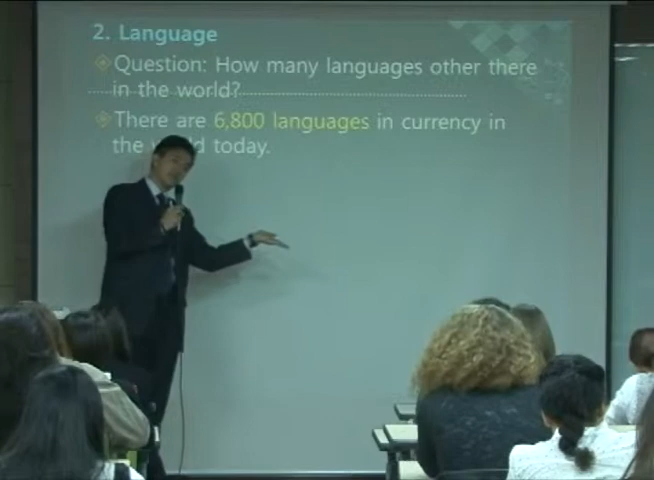 2. Language
Question: How many languages other there
in the world?
There are 6,800 languages in currency in
the world today.